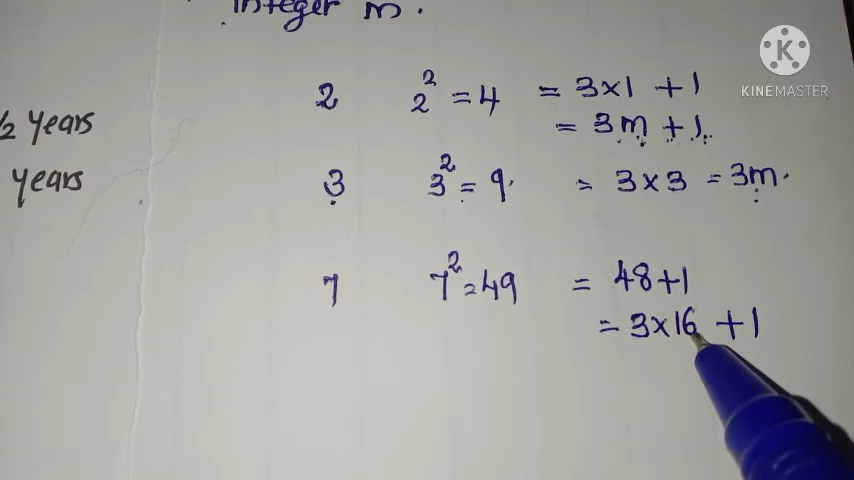 Integer m.
2 2² = 4 = 3×1 + 1
1/2 Years = 3m + 1.
Years 3 3² = 9. = 3 × 3 = 3m.
7 7² = 49 = 48+1
= 3×16 + 1
K
KINEMASTER